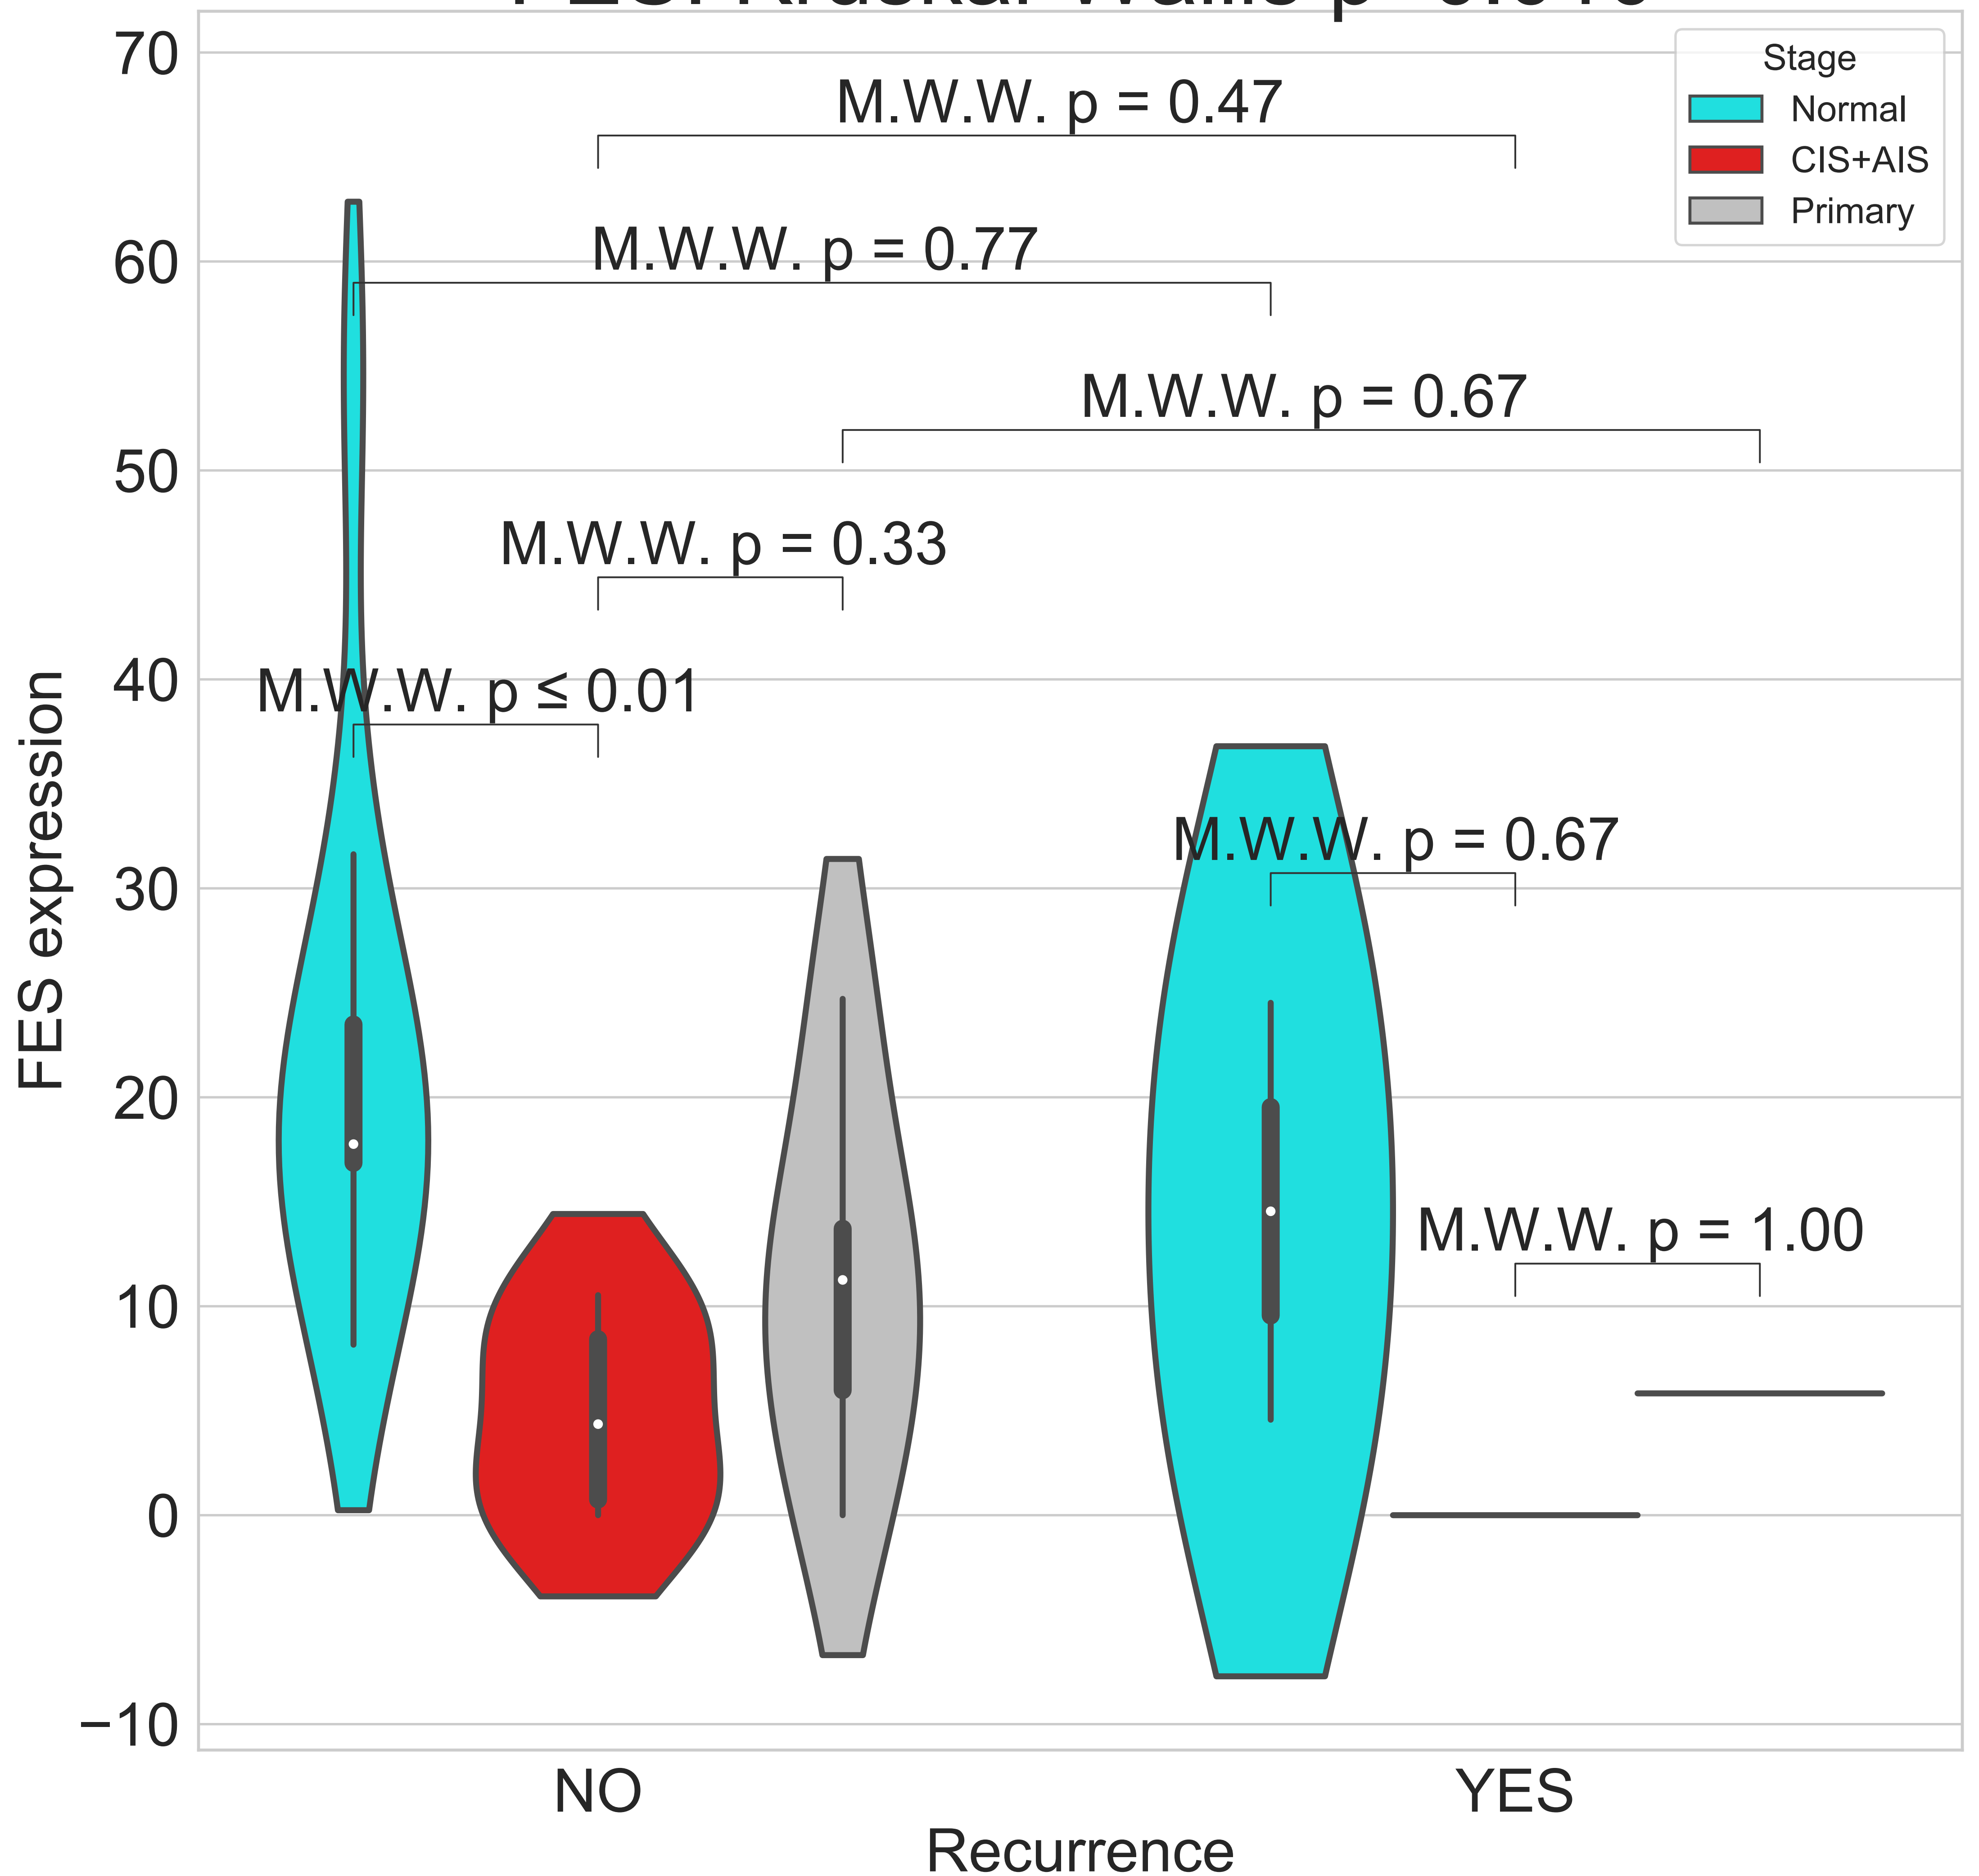 70
Stage
M.W.W. p = 0.47
Normal
CIS+AIS
Primary
60
M.W.W. p = 0.77
M.W.W. p = 0.67
50
M.W.W. p = 0.33
40
M.W.W. p ≤ 0.01
M.W.W. p = 0.67
30
FES expression
20
M.W.W. p = 1.00
10
0
−10
NO
YES
Recurrence